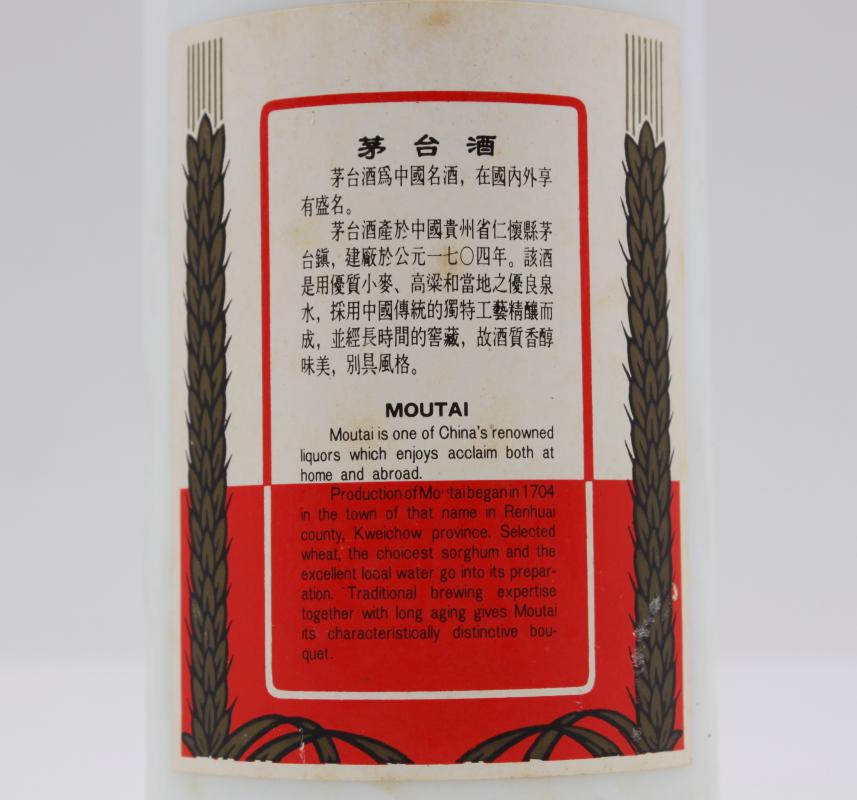 茅台酒
茅台酒爲中國名酒，在國內外享
有盛名。
茅台酒產於中國貴州省仁懷縣茅
台鎭，建廠於公元一七〇四年。該酒
是用優質小麥、高粱和當地之優良泉
水，採用中國傳統的獨特工藝精釀而
成，並經長時間的窖藏，故酒質香醇
味美，別具風格。
MOUTAI
Moutai is one of China's renowned
liquors which enjoys acclaim both at
home and abroad.
Production of Moutai began in 1704
in the town of that name in Renhuai
county, Kweichow province. Selected
wheat, the choicest sorghum and the
excellent local water go into its prepar-
ation. Traditional brewing expertise
together with long aging gives Moutai
its characteristically distinctive bou-
quet.